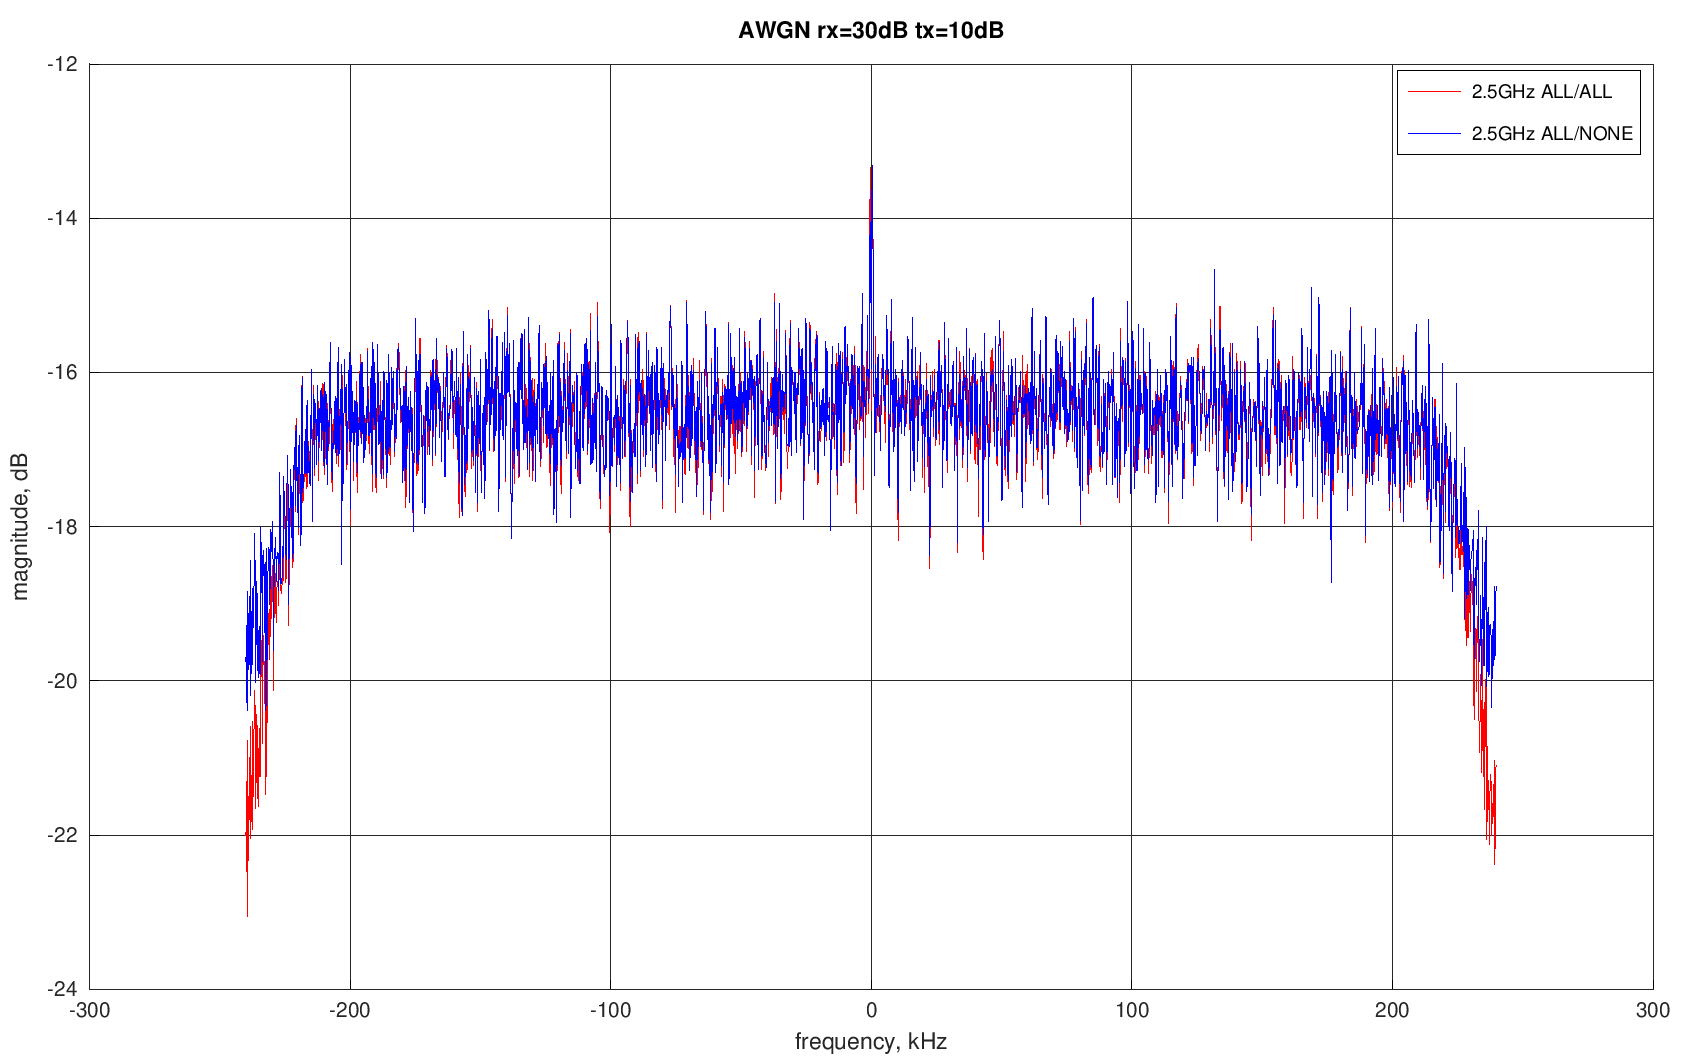 AWGN rx=30dB tx=10dB
-12
-14
-16
-18
-20
-22
-24
magnitude, dB
2.5GHz ALL/ALL
2.5GHz ALL/NONE
-300
-200
-100
0
100
200
300
frequency, kHz